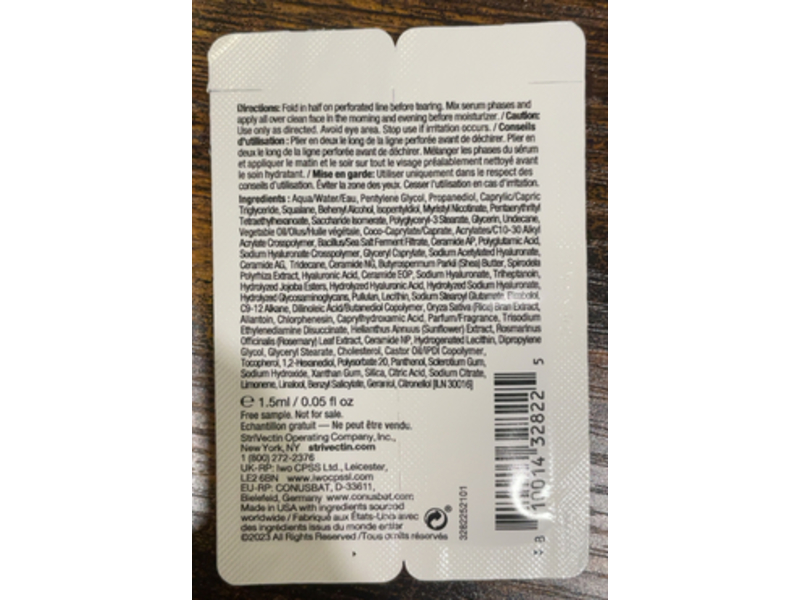 Directions: Fold in half on perforated line before tearing. Mix serum phases and
apply all over clean face in the morning and evening before moisturizer. / Caution:
Use only as directed. Avoid eye area. Stop use if irritation occurs. / Conseils
d'utilisation : Plier en deux le long de la ligne perforée avant de déchirer. Plier en
deux le long de la ligne perforée avant de déchirer. Mélanger les phases du sérum
et appliquer le matin et le soir sur tout le visage préalablement nettoyé avant
le soin hydratant. / Mise en garde: Utiliser uniquement dans le respect des
conseils d'utilisation. Éviter la zone des yeux. Cesser l'utilisation en cas d'irritation.
Ingredients : Aqua/Water/Eau, Pentylene Glycol, Propanediol, Caprylic/Capric
Triglyceride, Squalane, Behenyl Alcohol, Isopentyldiol, Myristyl Nicotinate, Pentaerythrityl
Tetraethylhexanoate, Saccharide Isomerate, Polyglyceryl-3 Stearate, Glycerin, Undecane,
Vegetable Oil/Olus/Huile végétale, Coco-Caprylate/Caprate, Acrylates/C10-30 Alkyl
Acrylate Crosspolymer, Bacillus/Sea Salt Ferment Filtrate, Ceramide AP, Polyglutamic Acid,
Sodium Hyaluronate Crosspolymer, Glyceryl Caprylate, Sodium Acetylated Hyaluronate,
Ceramide AG, Tridecane, Ceramide NG, Butyrospermum Parkii (Shea) Butter, Spirodela
Polyrhiza Extract, Hyaluronic Acid, Ceramide EOP, Sodium Hyaluronate, Triheptanoin,
Hydrolyzed Jojoba Esters, Hydrolyzed Hyaluronic Acid, Hydrolyzed Sodium Hyaluronate,
Hydrolyzed Glycosaminoglycans, Pullulan, Lecithin, Sodium Stearoyl Glutamate, Bisabolol,
C9-12 Alkane, Dilinoleic Acid/Butanediol Copolymer, Oryza Sativa (Rice) Bran Extract,
Allantoin, Chlorphenesin, Caprylhydroxamic Acid, Parfum/Fragrance, Trisodium
Ethylenediamine Disuccinate, Helianthus Annuus (Sunflower) Extract, Rosmarinus
Officinalis (Rosemary) Leaf Extract, Ceramide NP, Hydrogenated Lecithin, Dipropylene
Glycol, Glyceryl Stearate, Cholesterol, Castor Oil/IPDI Copolymer,
Tocopherol, 1,2-Hexanediol, Polysorbate 20, Panthenol, Sclerotium Gum,
Sodium Hydroxide, Xanthan Gum, Silica, Citric Acid, Sodium Citrate,
Limonene, Linalool, Benzyl Salicylate, Geraniol, Citronellol [ILN 30016]
℮ 1.5ml / 0.05 fl oz
Free sample. Not for sale.
Echantillon gratuit — Ne peut être vendu.
StriVectin Operating Company, Inc.,
New York, NY strivectin.com
1 (800) 272-2376
UK-RP: Iwo CPSS Ltd., Leicester,
LE2 6BN www.iwocpssl.com
EU-RP: CONUSBAT, D-33611,
Bielefeld, Germany www.conusbat.com
Made in USA with ingredients sourced
worldwide / Fabriqué aux États-Unis avec
des ingrédients issus du monde entier
©2023 All Rights Reserved / Tous droits réservés
3282252101
8 10014 32822 5